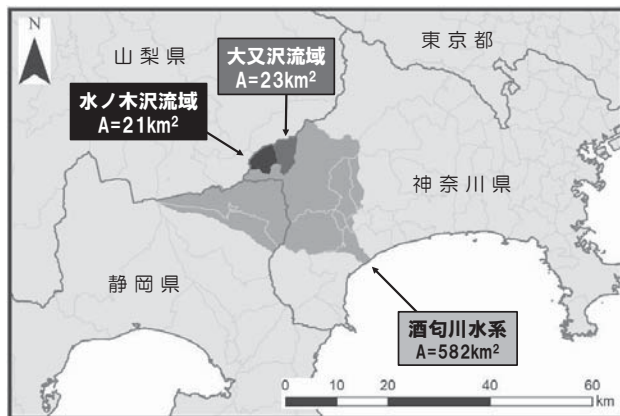 N
山梨県
東京都
大又沢流域
A=23km²
水ノ木沢流域
A=21km²
神奈川県
静岡県
酒匂川水系
A=582km²
0 10 20 40 60
km